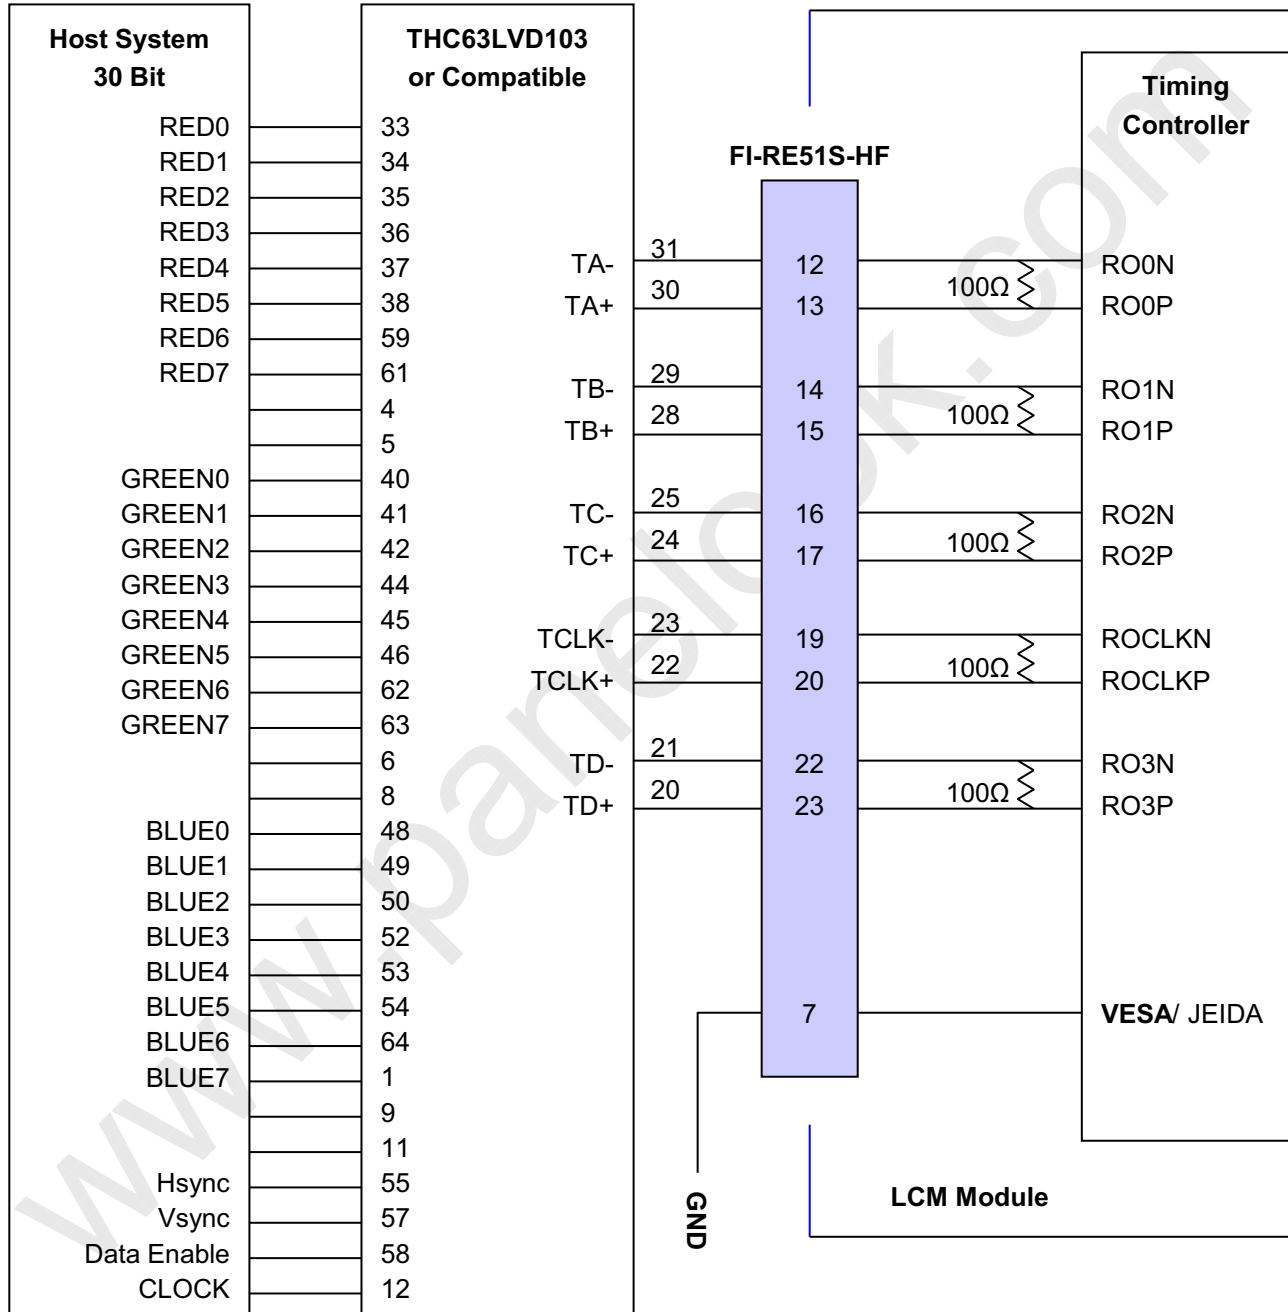 Host System
30 Bit
RED0
RED1
RED2
RED3
RED4
RED5
RED6
RED7
GREEN0
GREEN1
GREEN2
GREEN3
GREEN4
GREEN5
GREEN6
GREEN7
BLUE0
BLUE1
BLUE2
BLUE3
BLUE4
BLUE5
BLUE6
BLUE7
Hsync
Vsync
Data Enable
CLOCK
THC63LVD103
or Compatible
33
34
35
36
37
38
59
61
4
5
40
41
42
44
45
46
62
63
6
8
48
49
50
52
53
54
64
1
9
11
55
57
58
12
TA- 31
TA+ 30
TB- 29
TB+ 28
TC- 25
TC+ 24
TCLK- 23
TCLK+ 22
TD- 21
TD+ 20
GND
FI-RE51S-HF
12
13
14
15
16
17
19
20
22
23
7
100Ω
100Ω
100Ω
100Ω
100Ω
Timing
Controller
RO0N
RO0P
RO1N
RO1P
RO2N
RO2P
ROCLKN
ROCLKP
RO3N
RO3P
VESA/ JEIDA
LCM Module
www.panelook.com